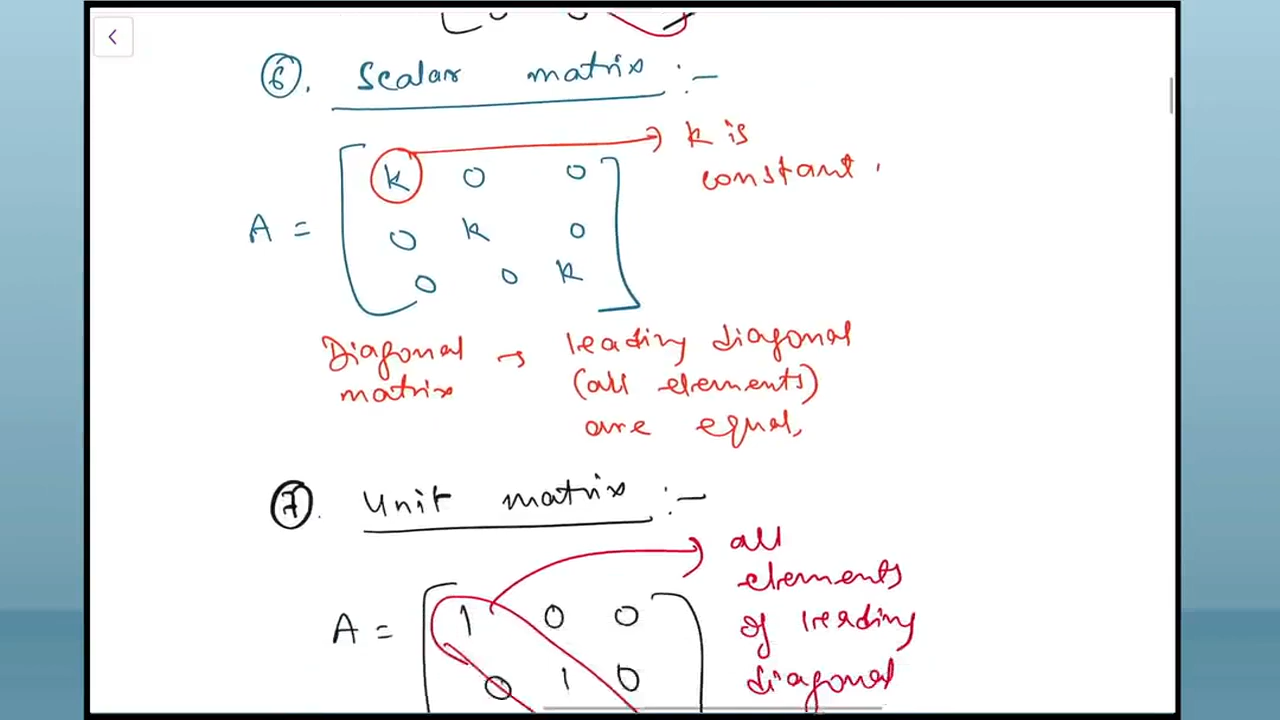 6. Scalar matrix :-
k 0 0 → k is
constant.
A = 0 k 0
0 0 k
Diagonal → leading diagonal
matrix (all elements)
are equal.
7. Unit matrix :-
all
elements
A = 1 0 0 of leading
0 1 0 diagonal